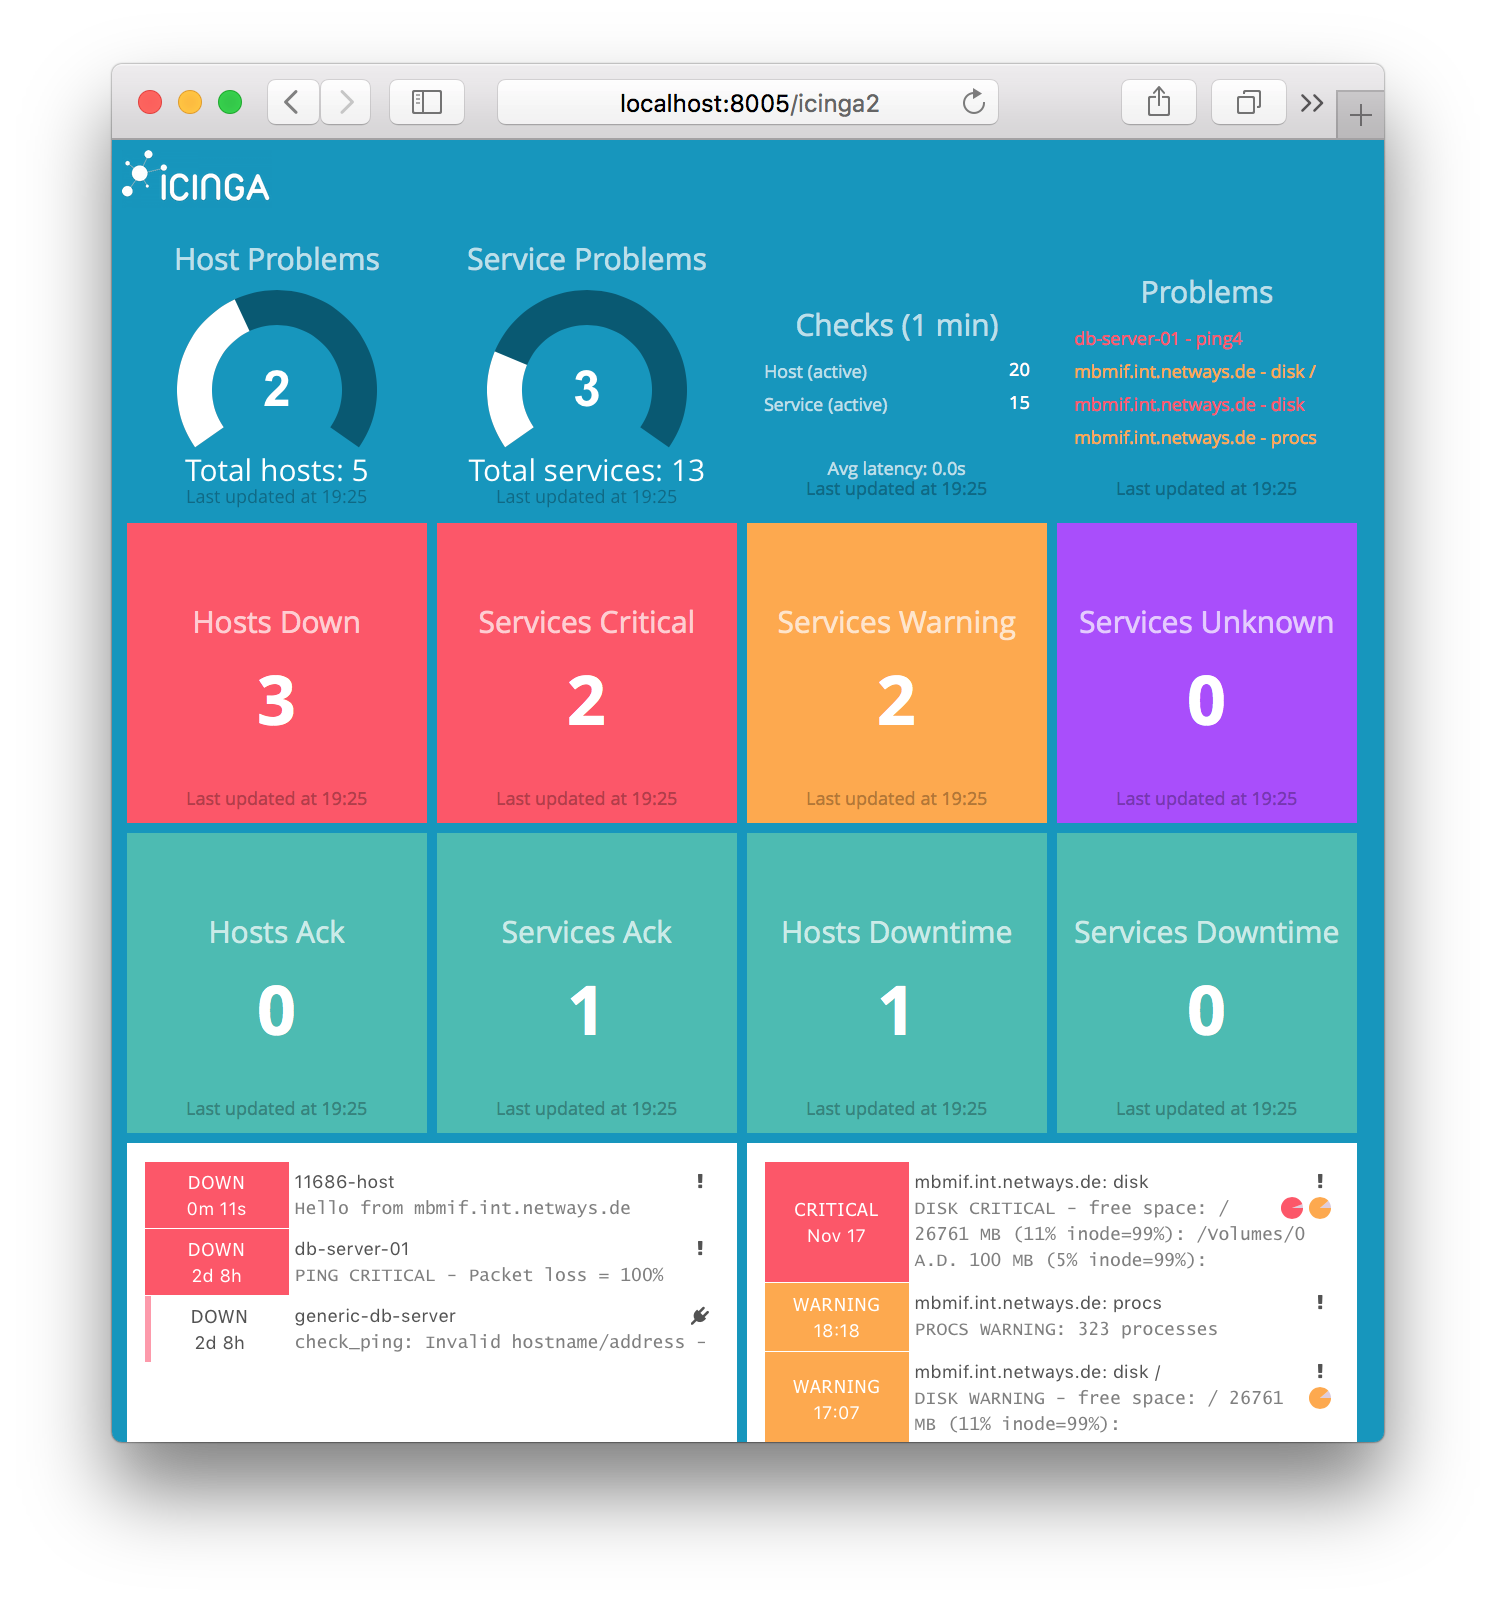 localhost:8005/icinga2
ICINGA
Host Problems
2
Total hosts: 5
Last updated at 19:25
Service Problems
3
Total services: 13
Last updated at 19:25
Checks (1 min)
Host (active) 20
Service (active) 15
Avg latency: 0.0s
Last updated at 19:25
Problems
db-server-01 - ping4
mbmif.int.netways.de - disk /
mbmif.int.netways.de - disk
mbmif.int.netways.de - procs
Last updated at 19:25
Hosts Down
3
Last updated at 19:25
Services Critical
2
Last updated at 19:25
Services Warning
2
Last updated at 19:25
Services Unknown
0
Last updated at 19:25
Hosts Ack
0
Last updated at 19:25
Services Ack
1
Last updated at 19:25
Hosts Downtime
1
Last updated at 19:25
Services Downtime
0
Last updated at 19:25
DOWN
0m 11s
11686-host
Hello from mbmif.int.netways.de
DOWN
2d 8h
db-server-01
PING CRITICAL - Packet loss = 100%
DOWN
2d 8h
generic-db-server
check_ping: Invalid hostname/address -
CRITICAL
Nov 17
mbmif.int.netways.de: disk
DISK CRITICAL - free space: /
26761 MB (11% inode=99%): /Volumes/0
A.D. 100 MB (5% inode=99%):
WARNING
18:18
mbmif.int.netways.de: procs
PROCS WARNING: 323 processes
WARNING
17:07
mbmif.int.netways.de: disk /
DISK WARNING - free space: / 26761
MB (11% inode=99%):